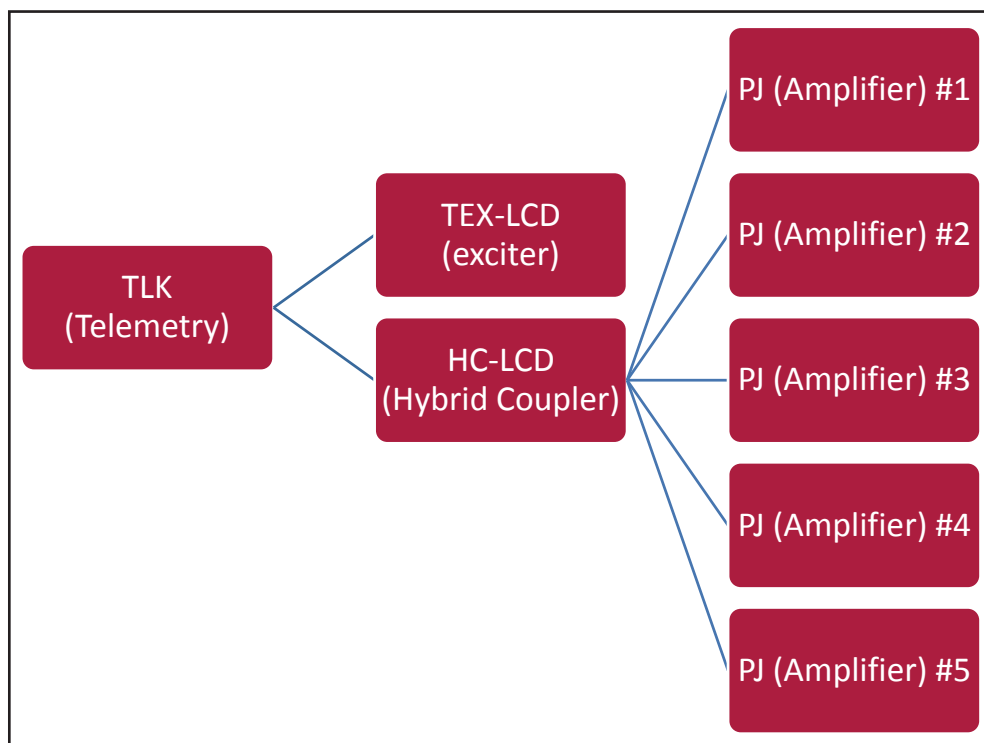 TLK
(Telemetry)
TEX-LCD
(exciter)
HC-LCD
(Hybrid Coupler)
PJ (Amplifier) #1
PJ (Amplifier) #2
PJ (Amplifier) #3
PJ (Amplifier) #4
PJ (Amplifier) #5